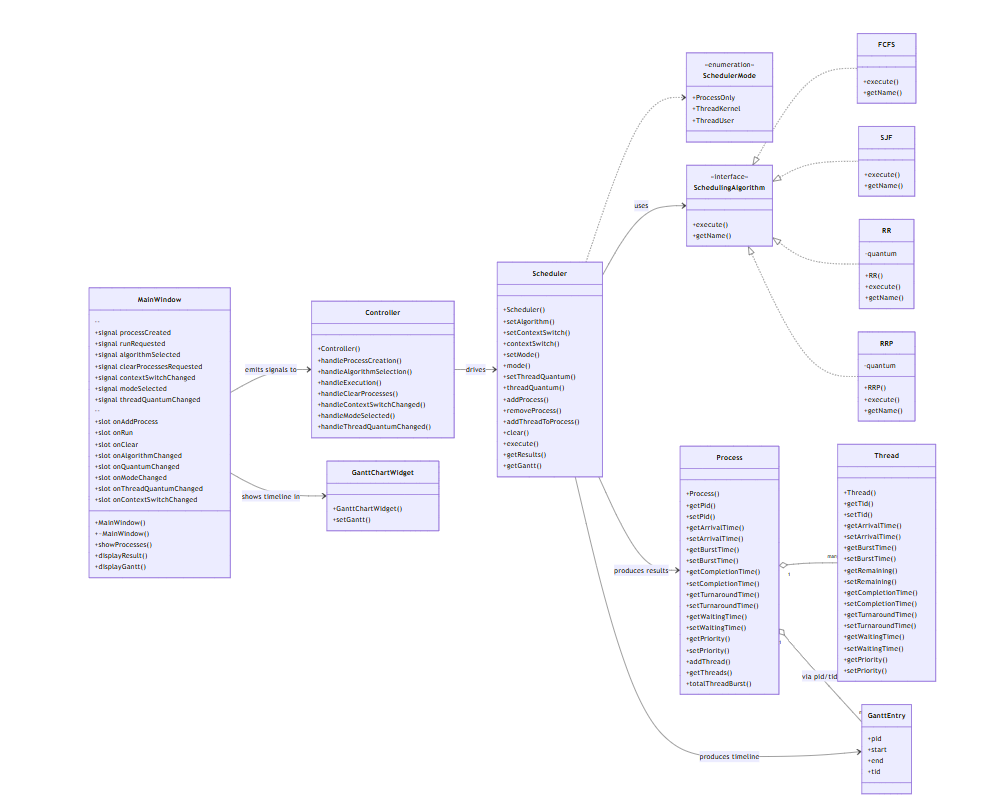 MainWindow
--
+signal processCreated
+signal runRequested
+signal algorithmSelected
+signal clearProcessesRequested
+signal contextSwitchChanged
+signal modeSelected
+signal threadQuantumChanged
--
+slot onAddProcess
+slot onRun
+slot onClear
+slot onAlgorithmChanged
+slot onQuantumChanged
+slot onModeChanged
+slot onThreadQuantumChanged
+slot onContextSwitchChanged
+MainWindow()
+~MainWindow()
+showProcesses()
+displayResult()
+displayGantt()
emits signals to
shows timeline in
Controller
+Controller()
+handleProcessCreation()
+handleAlgorithmSelection()
+handleExecution()
+handleClearProcesses()
+handleContextSwitchChanged()
+handleModeSelected()
+handleThreadQuantumChanged()
GanttChartWidget
+GanttChartWidget()
+setGantt()
drives
Scheduler
+Scheduler()
+setAlgorithm()
+setContextSwitch()
+contextSwitch()
+setMode()
+mode()
+setThreadQuantum()
+threadQuantum()
+addProcess()
+removeProcess()
+addThreadToProcess()
+clear()
+execute()
+getResults()
+getGantt()
uses
produces results
produces timeline
«enumeration»
SchedulerMode
+ProcessOnly
+ThreadKernel
+ThreadUser
«interface»
SchedulingAlgorithm
+execute()
+getName()
FCFS
+execute()
+getName()
SJF
+execute()
+getName()
RR
-quantum
+RR()
+execute()
+getName()
RRP
-quantum
+RRP()
+execute()
+getName()
Process
+Process()
+getPid()
+setPid()
+getArrivalTime()
+setArrivalTime()
+getBurstTime()
+setBurstTime()
+getCompletionTime()
+setCompletionTime()
+getTurnaroundTime()
+setTurnaroundTime()
+getWaitingTime()
+setWaitingTime()
+getPriority()
+setPriority()
+addThread()
+getThreads()
+totalThreadBurst()
1
1
via pid/tid
Thread
+Thread()
+getTid()
+setTid()
+getArrivalTime()
+setArrivalTime()
+getBurstTime()
+setBurstTime()
+getRemaining()
+setRemaining()
+getCompletionTime()
+setCompletionTime()
+getTurnaroundTime()
+setTurnaroundTime()
+getWaitingTime()
+setWaitingTime()
+getPriority()
+setPriority()
GanttEntry
+pid
+start
+end
+tid